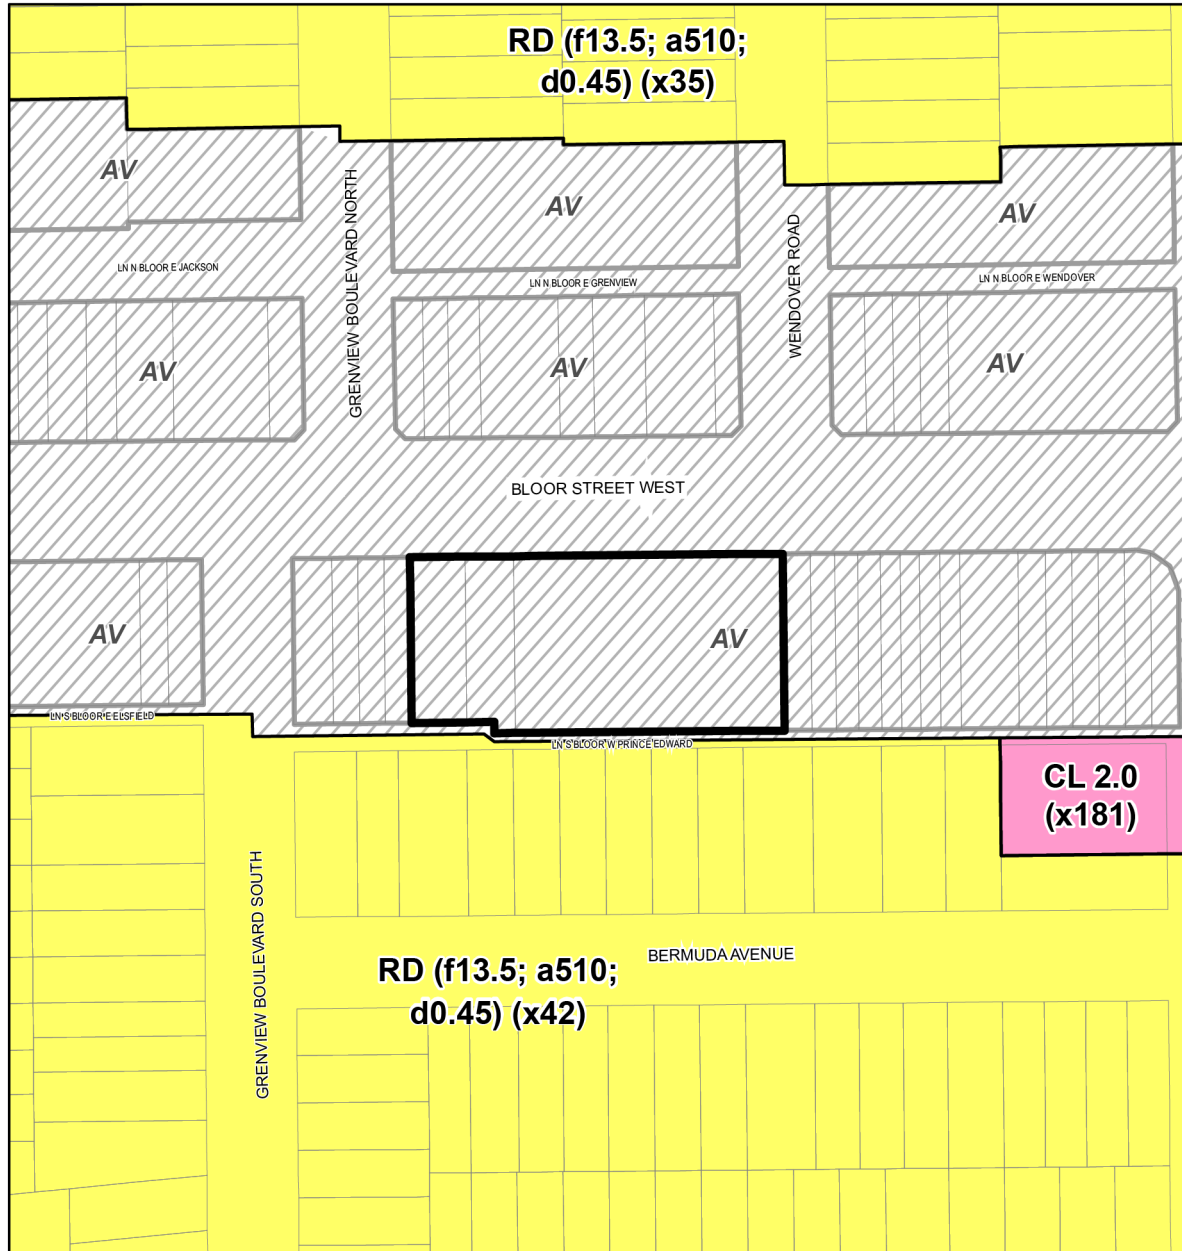 RD (f13.5; a510;
d0.45) (x35)
AV
AV
AV
GRENVIEW BOULEVARD NORTH
WENDOVER ROAD
LN N BLOOR E JACKSON
LN N BLOOR E GRENVIEW
LN N BLOOR E WENDOVER
AV
AV
AV
BLOOR STREET WEST
AV
AV
LN S BLOOR E ELSFIELD
LN S BLOOR W PRINCE EDWARD
CL 2.0
(x181)
GRENVIEW BOULEVARD SOUTH
BERMUDA AVENUE
RD (f13.5; a510;
d0.45) (x42)